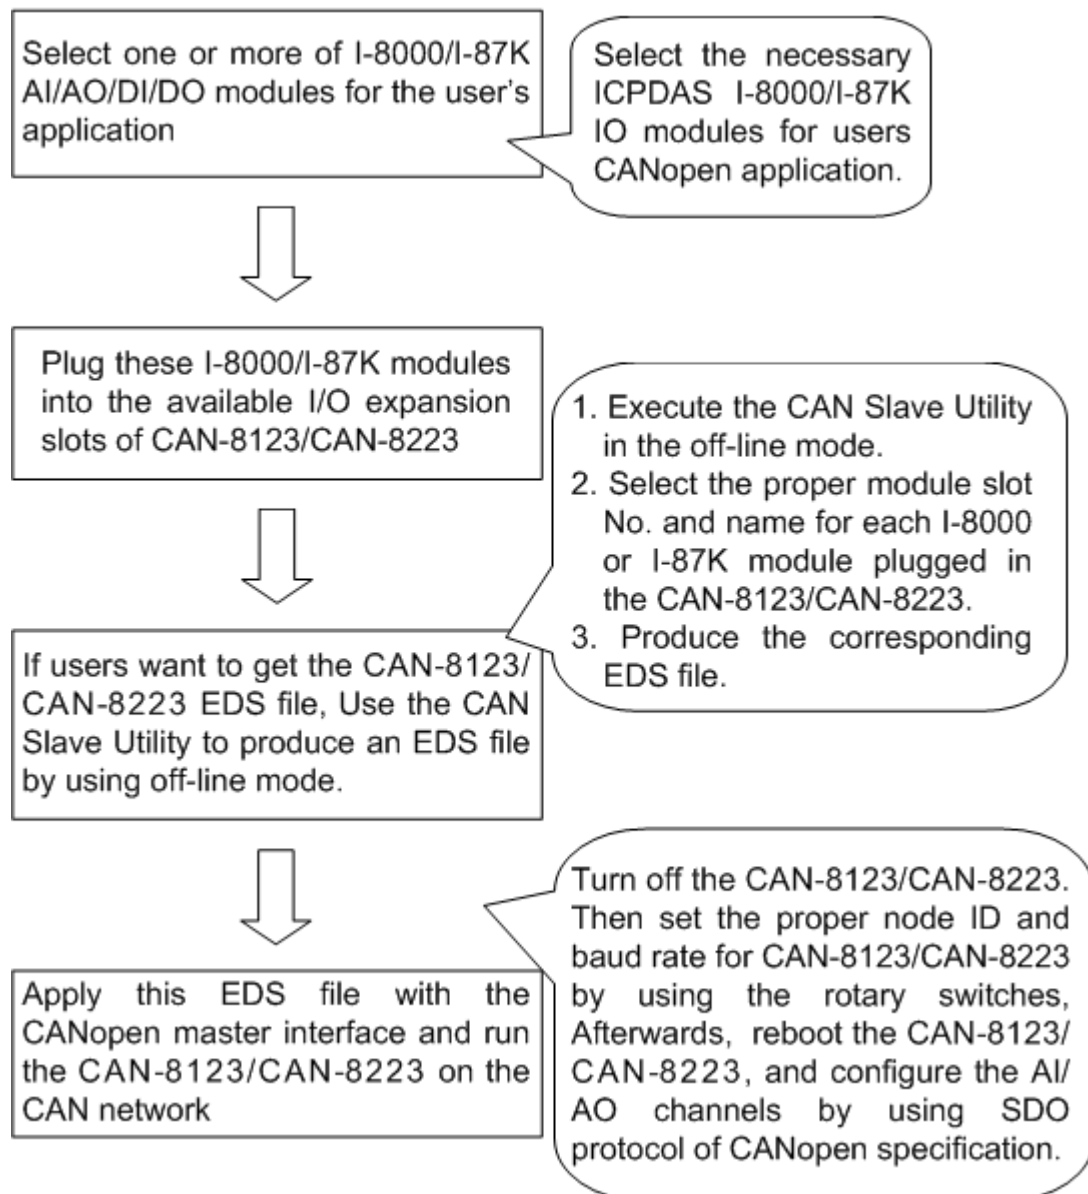 Select one or more of I-8000/I-87K
AI/AO/DI/DO modules for the user's
application
Select the necessary
ICPDAS I-8000/I-87K
IO modules for users
CANopen application.
Plug these I-8000/I-87K modules
into the available I/O expansion
slots of CAN-8123/CAN-8223
1. Execute the CAN Slave Utility
in the off-line mode.
2. Select the proper module slot
No. and name for each I-8000
or I-87K module plugged in
the CAN-8123/CAN-8223.
3. Produce the corresponding
EDS file.
If users want to get the CAN-8123/
CAN-8223 EDS file, Use the CAN
Slave Utility to produce an EDS file
by using off-line mode.
Turn off the CAN-8123/CAN-8223.
Then set the proper node ID and
baud rate for CAN-8123/CAN-8223
by using the rotary switches,
Afterwards, reboot the CAN-8123/
CAN-8223, and configure the AI/
AO channels by using SDO
protocol of CANopen specification.
Apply this EDS file with the
CANopen master interface and run
the CAN-8123/CAN-8223 on the
CAN network